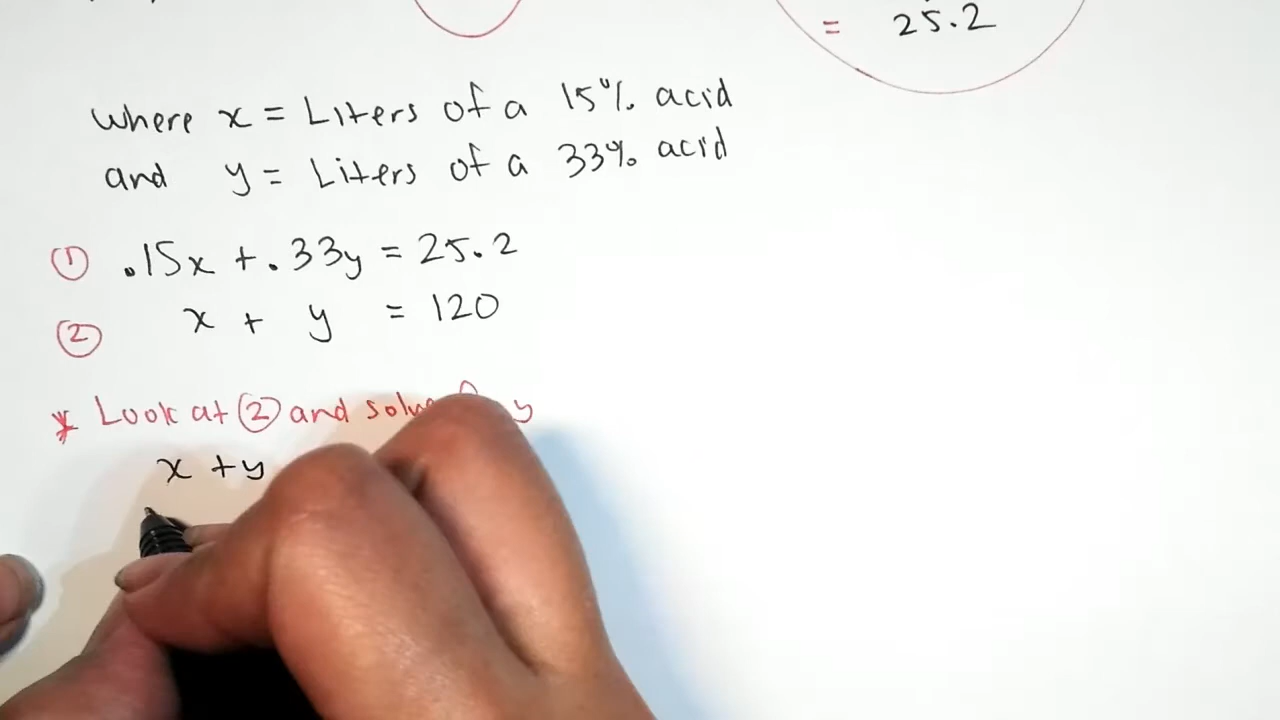 = 25.2
where x = Liters of a 15% acid
and y = Liters of a 33% acid
① .15x + .33y = 25.2
② x + y = 120
* Look at ② and y
x + y